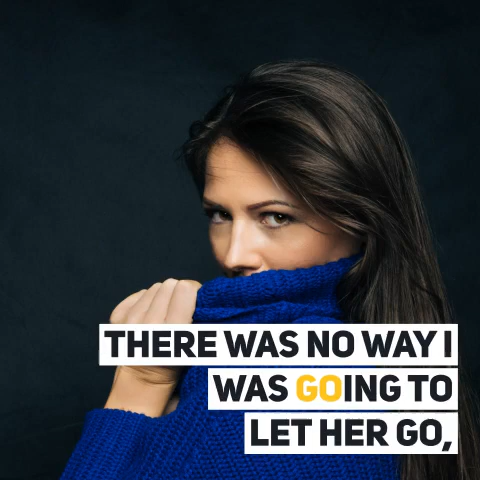 THERE WAS NO WAY I
WAS GOING TO
LET HER GO,